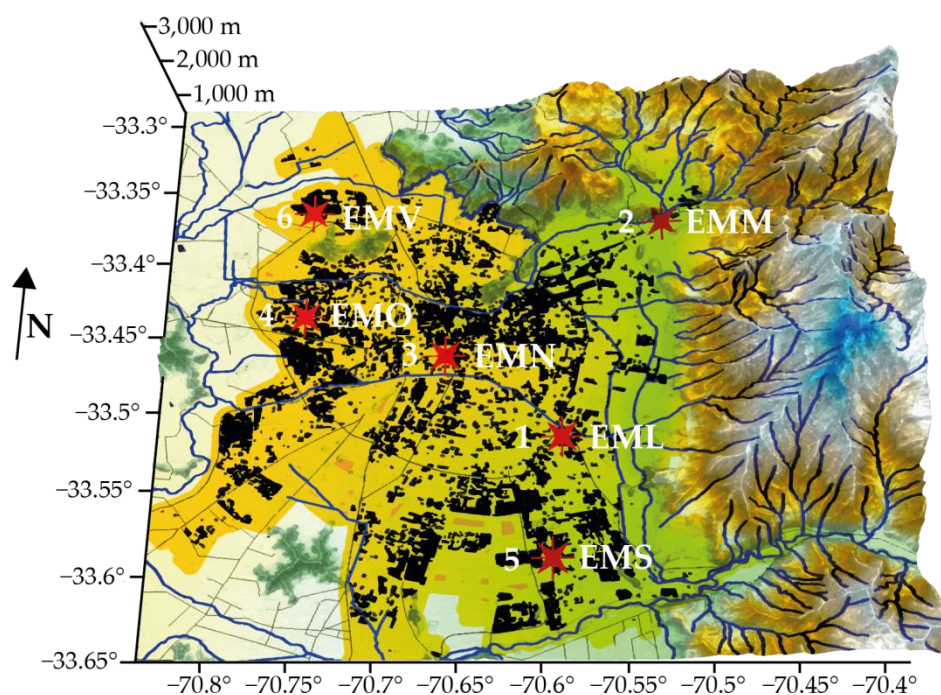 3,000 m
2,000 m
1,000 m
−33.3°
−33.35°
6 EMV
2 EMM
−33.4°
N
4 EMO
−33.45°
3 EMN
−33.5°
1 EML
−33.55°
5 EMS
−33.6°
−33.65°
−70.8° −70.75° −70.7° −70.65° −70.6° −70.55° −70.5° −70.45° −70.4°